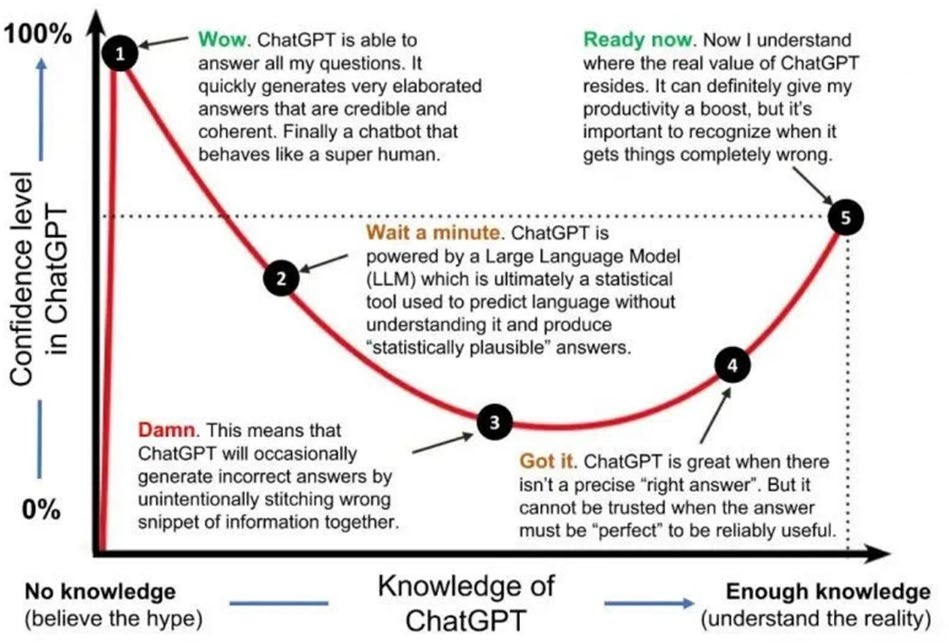 100%
1
Wow. ChatGPT is able to
answer all my questions. It
quickly generates very elaborated
answers that are credible and
coherent. Finally a chatbot that
behaves like a super human.
Ready now. Now I understand
where the real value of ChatGPT
resides. It can definitely give my
productivity a boost, but it's
important to recognize when it
gets things completely wrong.
Confidence level
in ChatGPT
5
2
Wait a minute. ChatGPT is
powered by a Large Language Model
(LLM) which is ultimately a statistical
tool used to predict language without
understanding it and produce
“statistically plausible” answers.
4
3
Damn. This means that
ChatGPT will occasionally
generate incorrect answers by
unintentionally stitching wrong
snippet of information together.
Got it. ChatGPT is great when there
isn't a precise “right answer”. But it
cannot be trusted when the answer
must be “perfect” to be reliably useful.
0%
No knowledge
(believe the hype)
Knowledge of
ChatGPT
Enough knowledge
(understand the reality)